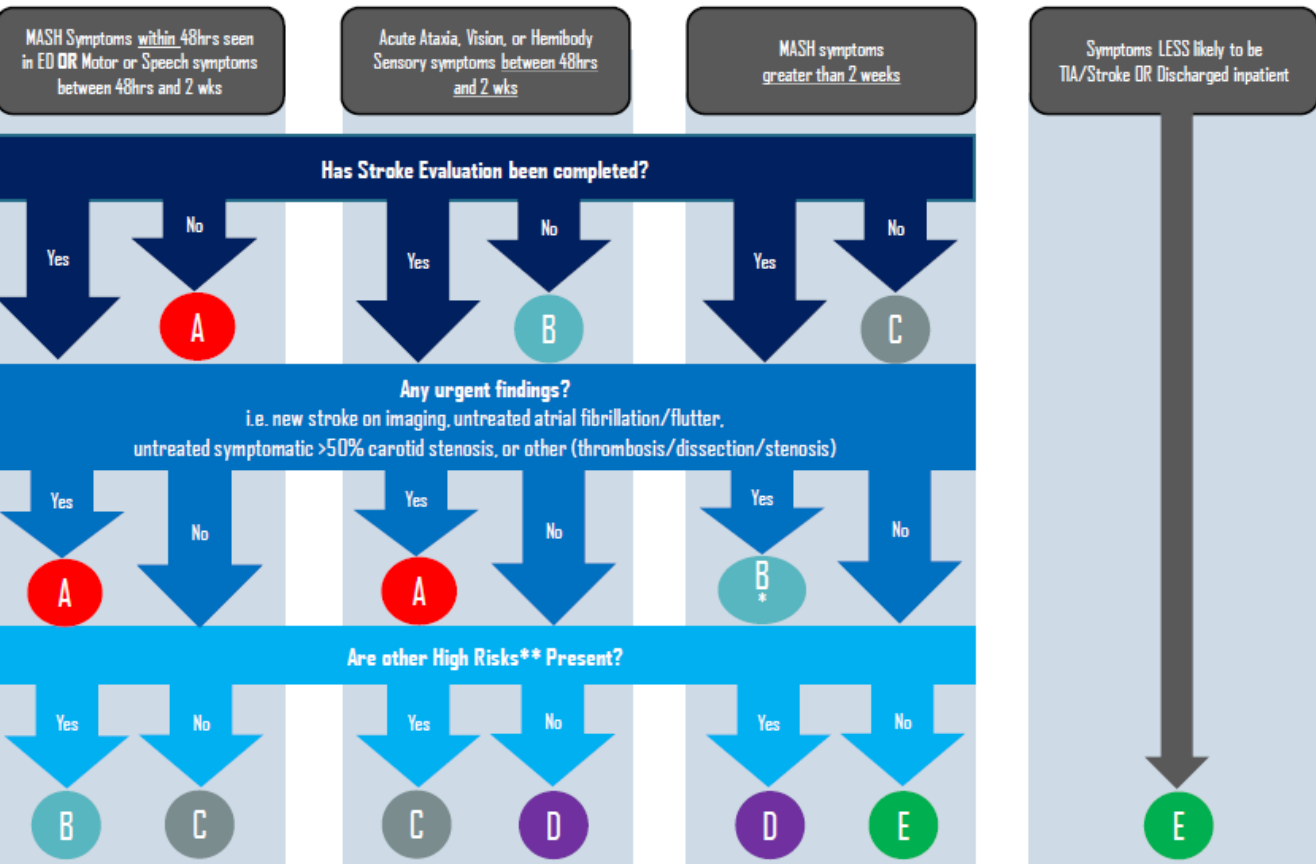 MASH Symptoms within 48hrs seen
in ED OR Motor or Speech symptoms
between 48hrs and 2 wks
Acute Ataxia, Vision, or Hemibody
Sensory symptoms between 48hrs
and 2 wks
MASH symptoms
greater than 2 weeks
Symptoms LESS likely to be
TIA/Stroke OR Discharged inpatient
Has Stroke Evaluation been completed?
Yes
No
Yes
No
Yes
No
A
B
C
Any urgent findings?
i.e. new stroke on imaging, untreated atrial fibrillation/flutter,
untreated symptomatic >50% carotid stenosis, or other (thrombosis/dissection/stenosis)
Yes
No
Yes
No
Yes
No
A
A
B
*
Are other High Risks** Present?
Yes
No
Yes
No
Yes
No
B
C
C
D
D
E
E